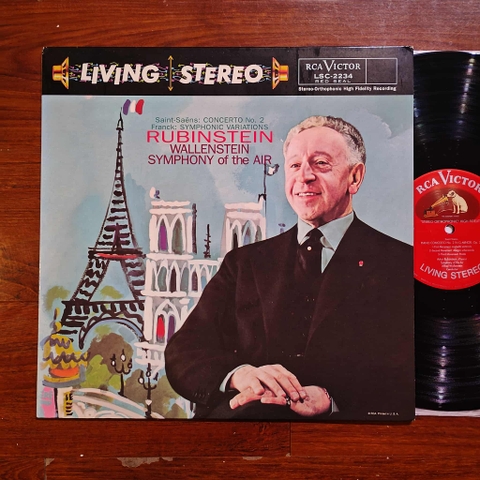 LIVING STEREO
RCA VICTOR
LSC-2234
RED SEAL
Stereo-Orthophonic High Fidelity Recording
Saint-Saëns: CONCERTO No. 2
Franck: SYMPHONIC VARIATIONS
RUBINSTEIN
WALLENSTEIN
SYMPHONY of the AIR
RCA VICTOR
LIVING STEREO